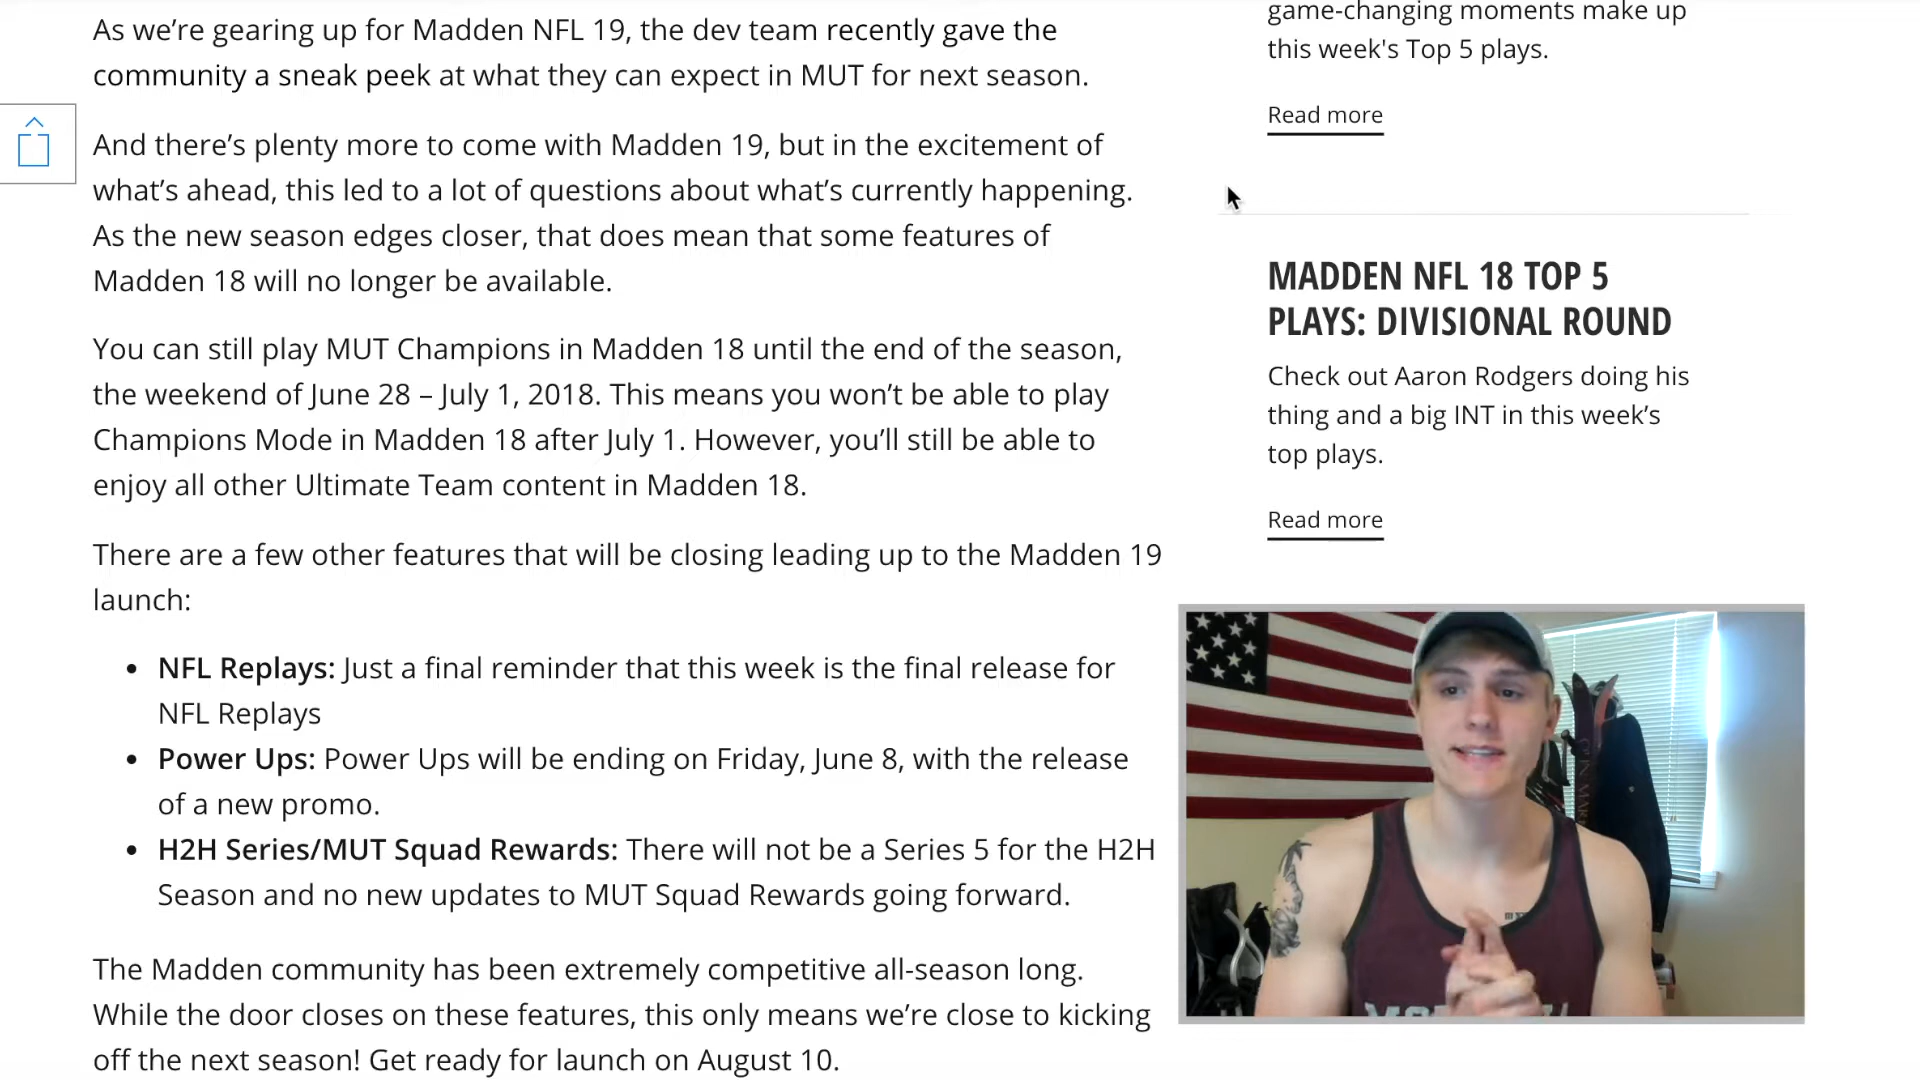 As we’re gearing up for Madden NFL 19, the dev team recently gave the
community a sneak peek at what they can expect in MUT for next season.
And there’s plenty more to come with Madden 19, but in the excitement of
what’s ahead, this led to a lot of questions about what’s currently happening.
As the new season edges closer, that does mean that some features of
Madden 18 will no longer be available.
You can still play MUT Champions in Madden 18 until the end of the season,
the weekend of June 28 – July 1, 2018. This means you won’t be able to play
Champions Mode in Madden 18 after July 1. However, you’ll still be able to
enjoy all other Ultimate Team content in Madden 18.
There are a few other features that will be closing leading up to the Madden 19
launch:
• NFL Replays: Just a final reminder that this week is the final release for
NFL Replays
• Power Ups: Power Ups will be ending on Friday, June 8, with the release
of a new promo.
• H2H Series/MUT Squad Rewards: There will not be a Series 5 for the H2H
Season and no new updates to MUT Squad Rewards going forward.
The Madden community has been extremely competitive all-season long.
While the door closes on these features, this only means we’re close to kicking
off the next season! Get ready for launch on August 10.
game-changing moments make up
this week's Top 5 plays.
Read more
MADDEN NFL 18 TOP 5
PLAYS: DIVISIONAL ROUND
Check out Aaron Rodgers doing his
thing and a big INT in this week’s
top plays.
Read more